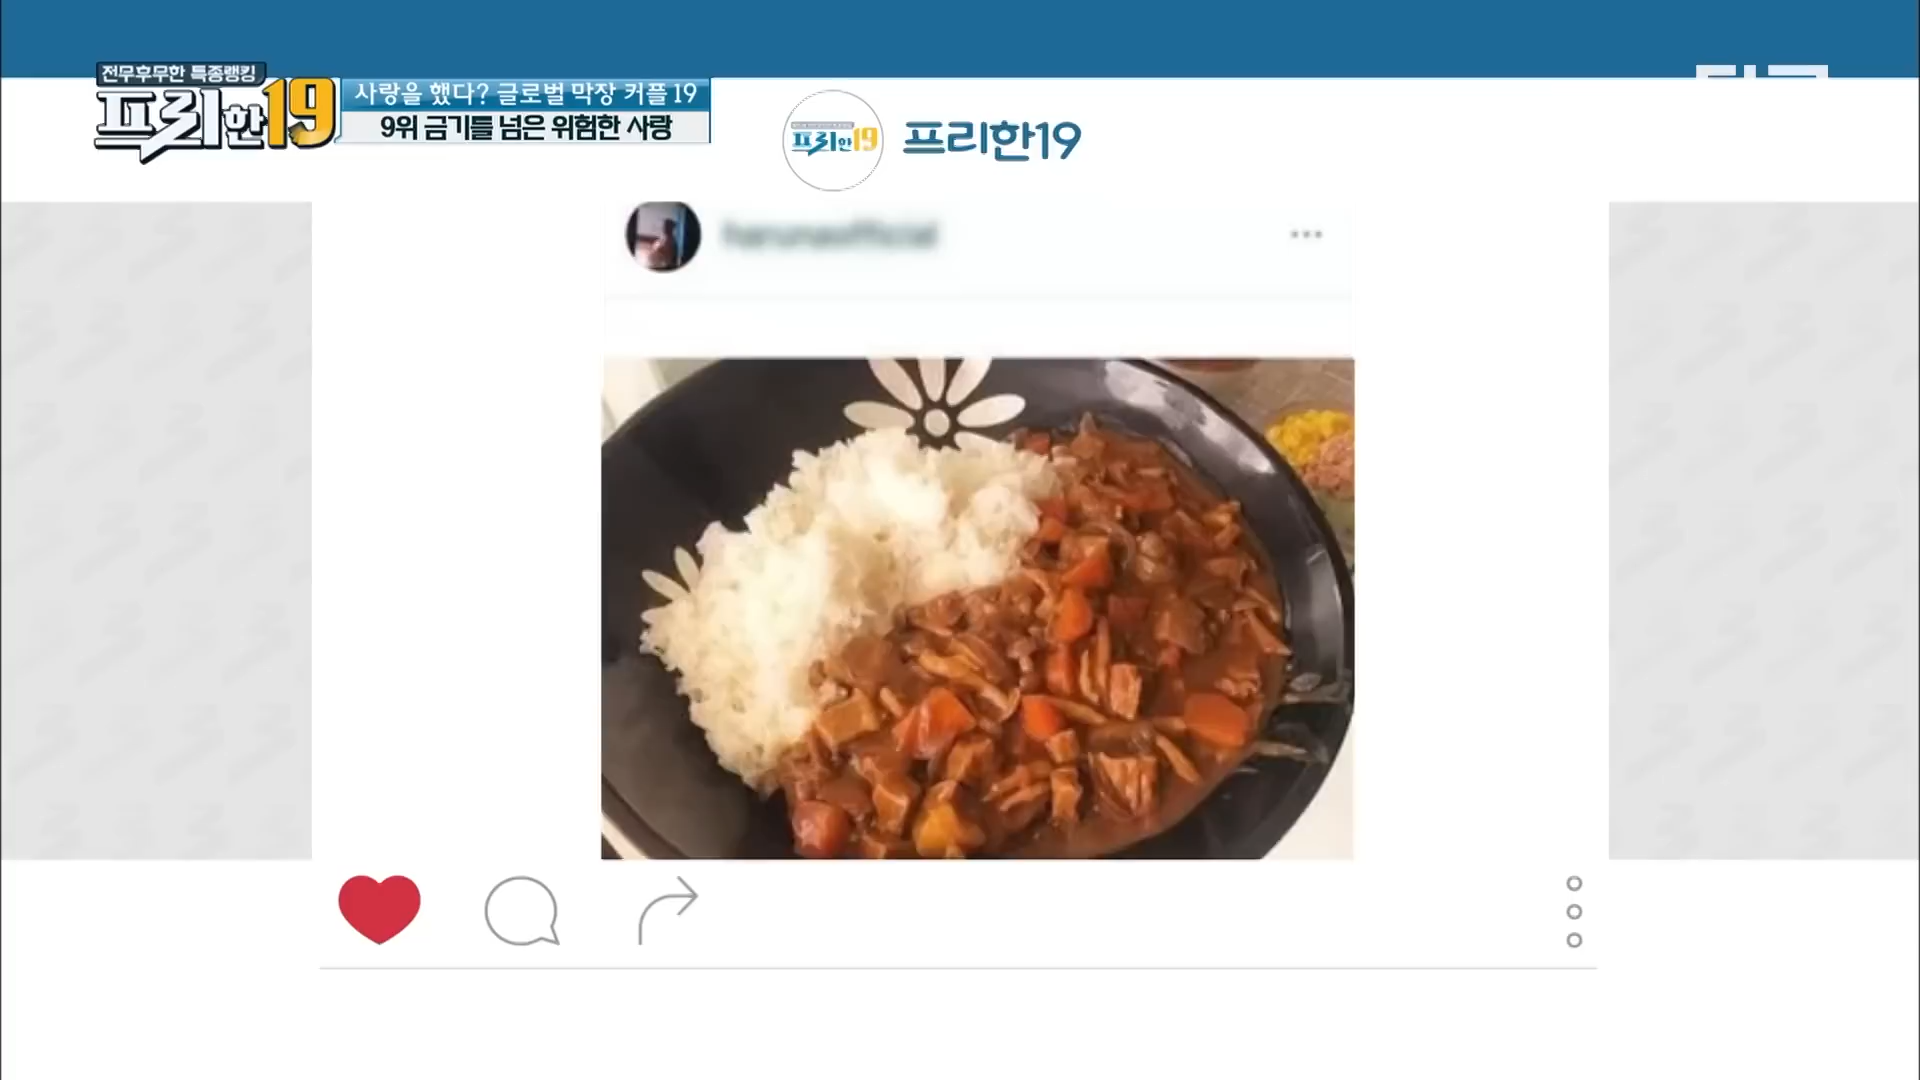 전무후무한 특종랭킹
프리한19
사랑을 했다? 글로벌 막장 커플 19
9위 금기를 넘은 위험한 사랑
프리한19
프리한19